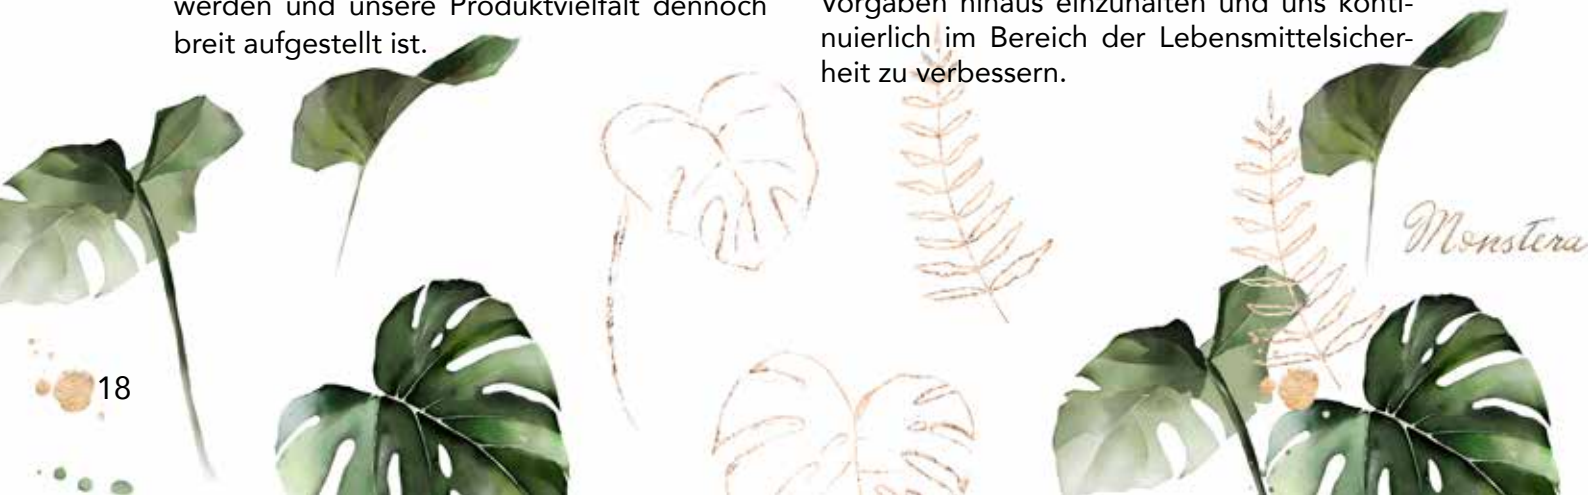 werden und unsere Produktvielfalt dennoch
breit aufgestellt ist.
Vorgaben hinaus einzuhalten und uns konti-
nuierlich im Bereich der Lebensmittelsicher-
heit zu verbessern.
Monstera
18